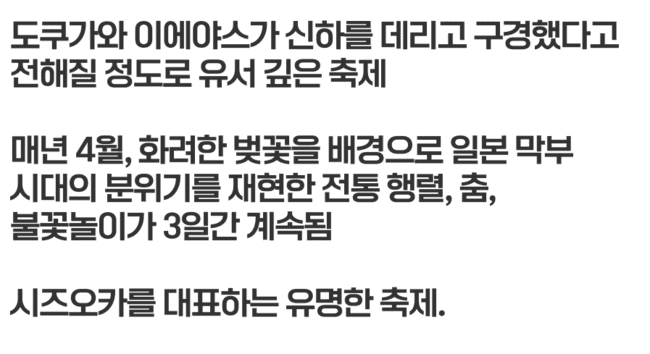 도쿠가와 이에야스가 신하를 데리고 구경했다고
전해질 정도로 유서 깊은 축제
매년 4월, 화려한 벚꽃을 배경으로 일본 막부
시대의 분위기를 재현한 전통 행렬, 춤,
불꽃놀이가 3일간 계속됨
시즈오카를 대표하는 유명한 축제.